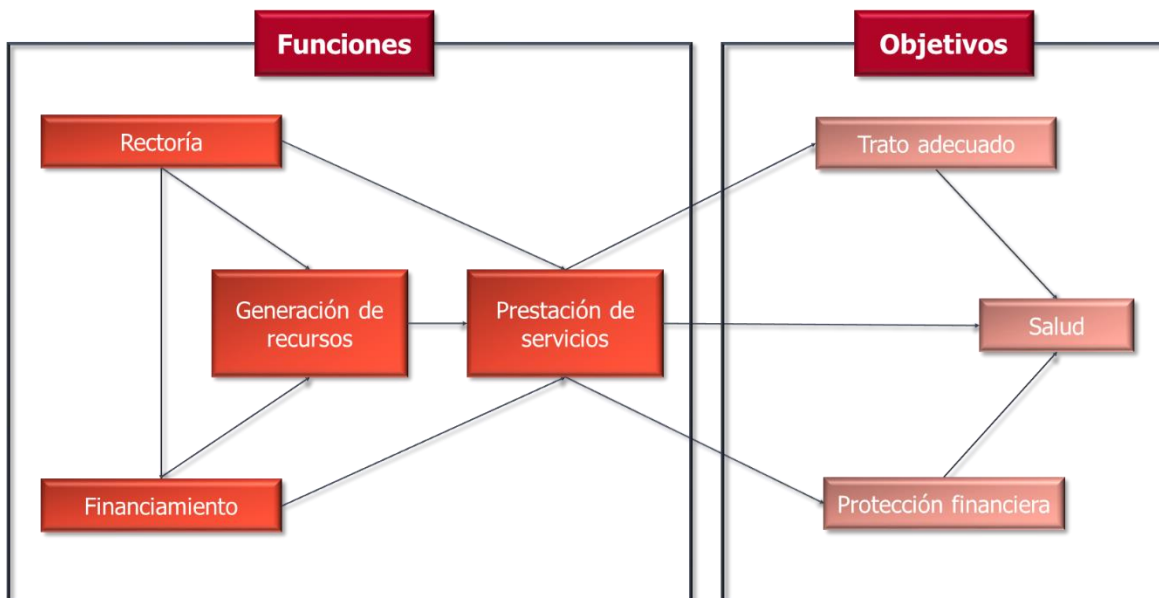 Funciones
Objetivos
Rectoría
Trato adecuado
Generación de
recursos
Prestación de
servicios
Salud
Financiamiento
Protección financiera